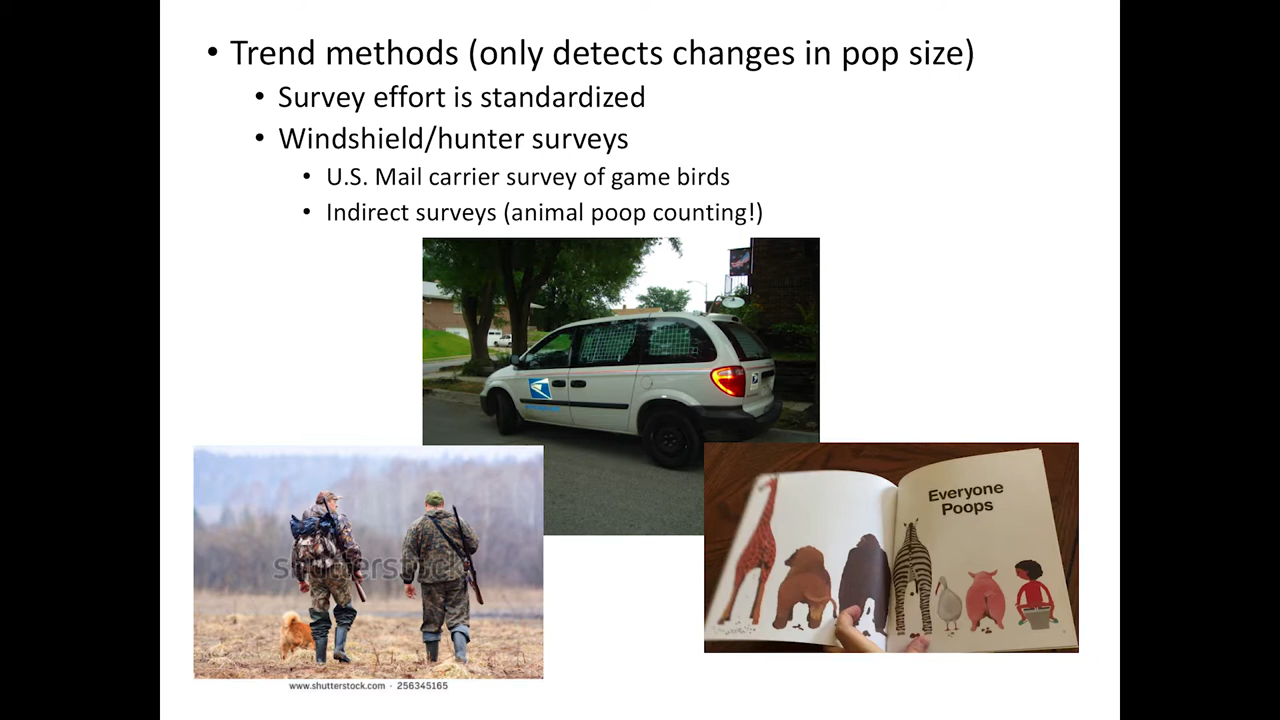 • Trend methods (only detects changes in pop size)
• Survey effort is standardized
• Windshield/hunter surveys
• U.S. Mail carrier survey of game birds
• Indirect surveys (animal poop counting!)
Everyone
Poops
shutterstock
www.shutterstock.com · 256345165